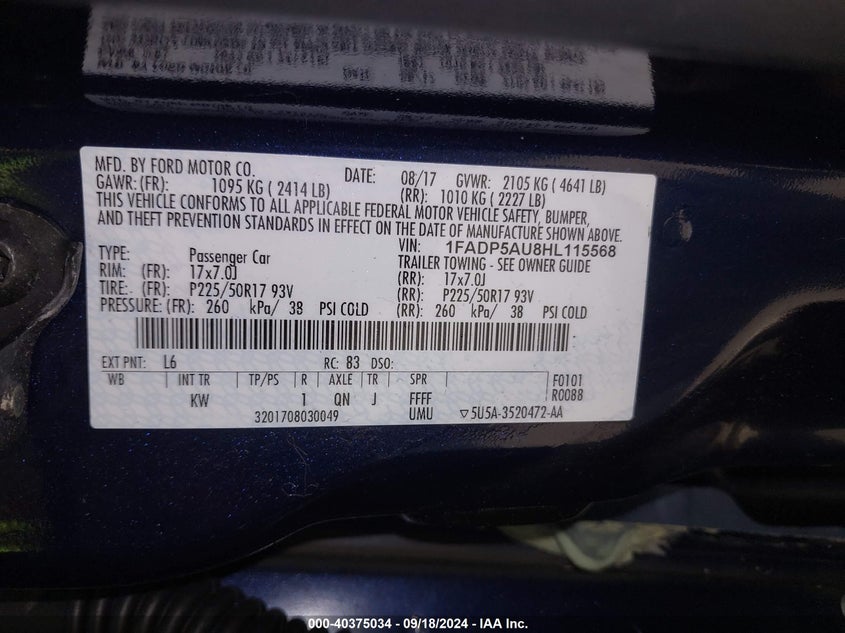 MFD. BY FORD MOTOR CO.
DATE: 08/17 GVWR: 2105 KG ( 4641 LB)
GAWR: (FR): 1095 KG ( 2414 LB) (RR): 1010 KG ( 2227 LB)
THIS VEHICLE CONFORMS TO ALL APPLICABLE FEDERAL MOTOR VEHICLE SAFETY, BUMPER,
AND THEFT PREVENTION STANDARDS IN EFFECT ON THE DATE OF MANUFACTURE SHOWN ABOVE.
VIN: 1FADP5AU8HL115568
TYPE: Passenger Car TRAILER TOWING - SEE OWNER GUIDE
RIM: (FR): 17x7.0J (RR): 17x7.0J
TIRE: (FR): P225/50R17 93V (RR): P225/50R17 93V
PRESSURE: (FR): 260 kPa/ 38 PSI COLD (RR): 260 kPa/ 38 PSI COLD
EXT PNT: L6 RC: 83 DSO:
WB INT TR TP/PS R AXLE TR SPR F0101
KW 1 QN J FFFF R0088
3201708030049 UMU ▽5U5A-3520472-AA
000-40375034 - 09/18/2024 - IAA Inc.